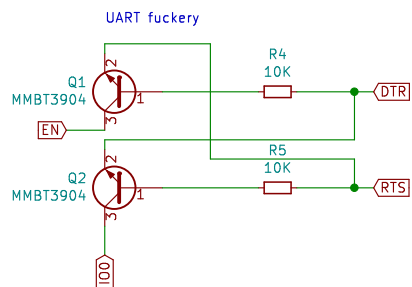 UART fuckery
R4
10K
2
Q1
MMBT3904
1
3
DTR
EN
R5
10K
2
Q2
MMBT3904
1
3
RTS
IO0